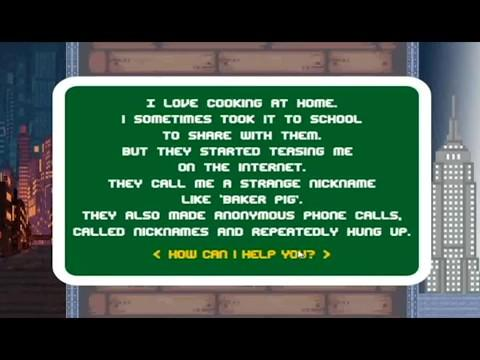 I LOVE COOKING AT HOME.
I SOMETIMES TOOK IT TO SCHOOL
TO SHARE WITH THEM.
BUT THEY STARTED TEASING ME
ON THE INTERNET.
THEY CALL ME A STRANGE NICKNAME
LIKE 'BAKER PIG'.
THEY ALSO MADE ANONYMOUS PHONE CALLS,
CALLED NICKNAMES AND REPEATEDLY HUNG UP.
< HOW CAN I HELP YOU? >